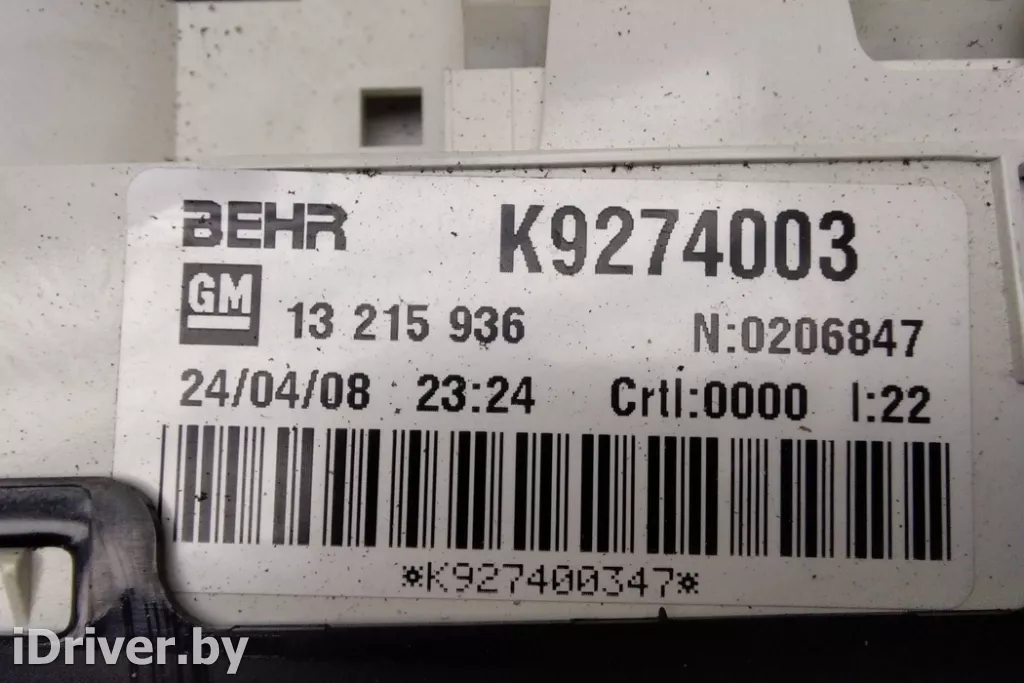 BEHR K9274003
GM 13 215 936 N:0206847
24/04/08 23:24 Crtl:0000 I:22
*K927400347*
iDriver.by